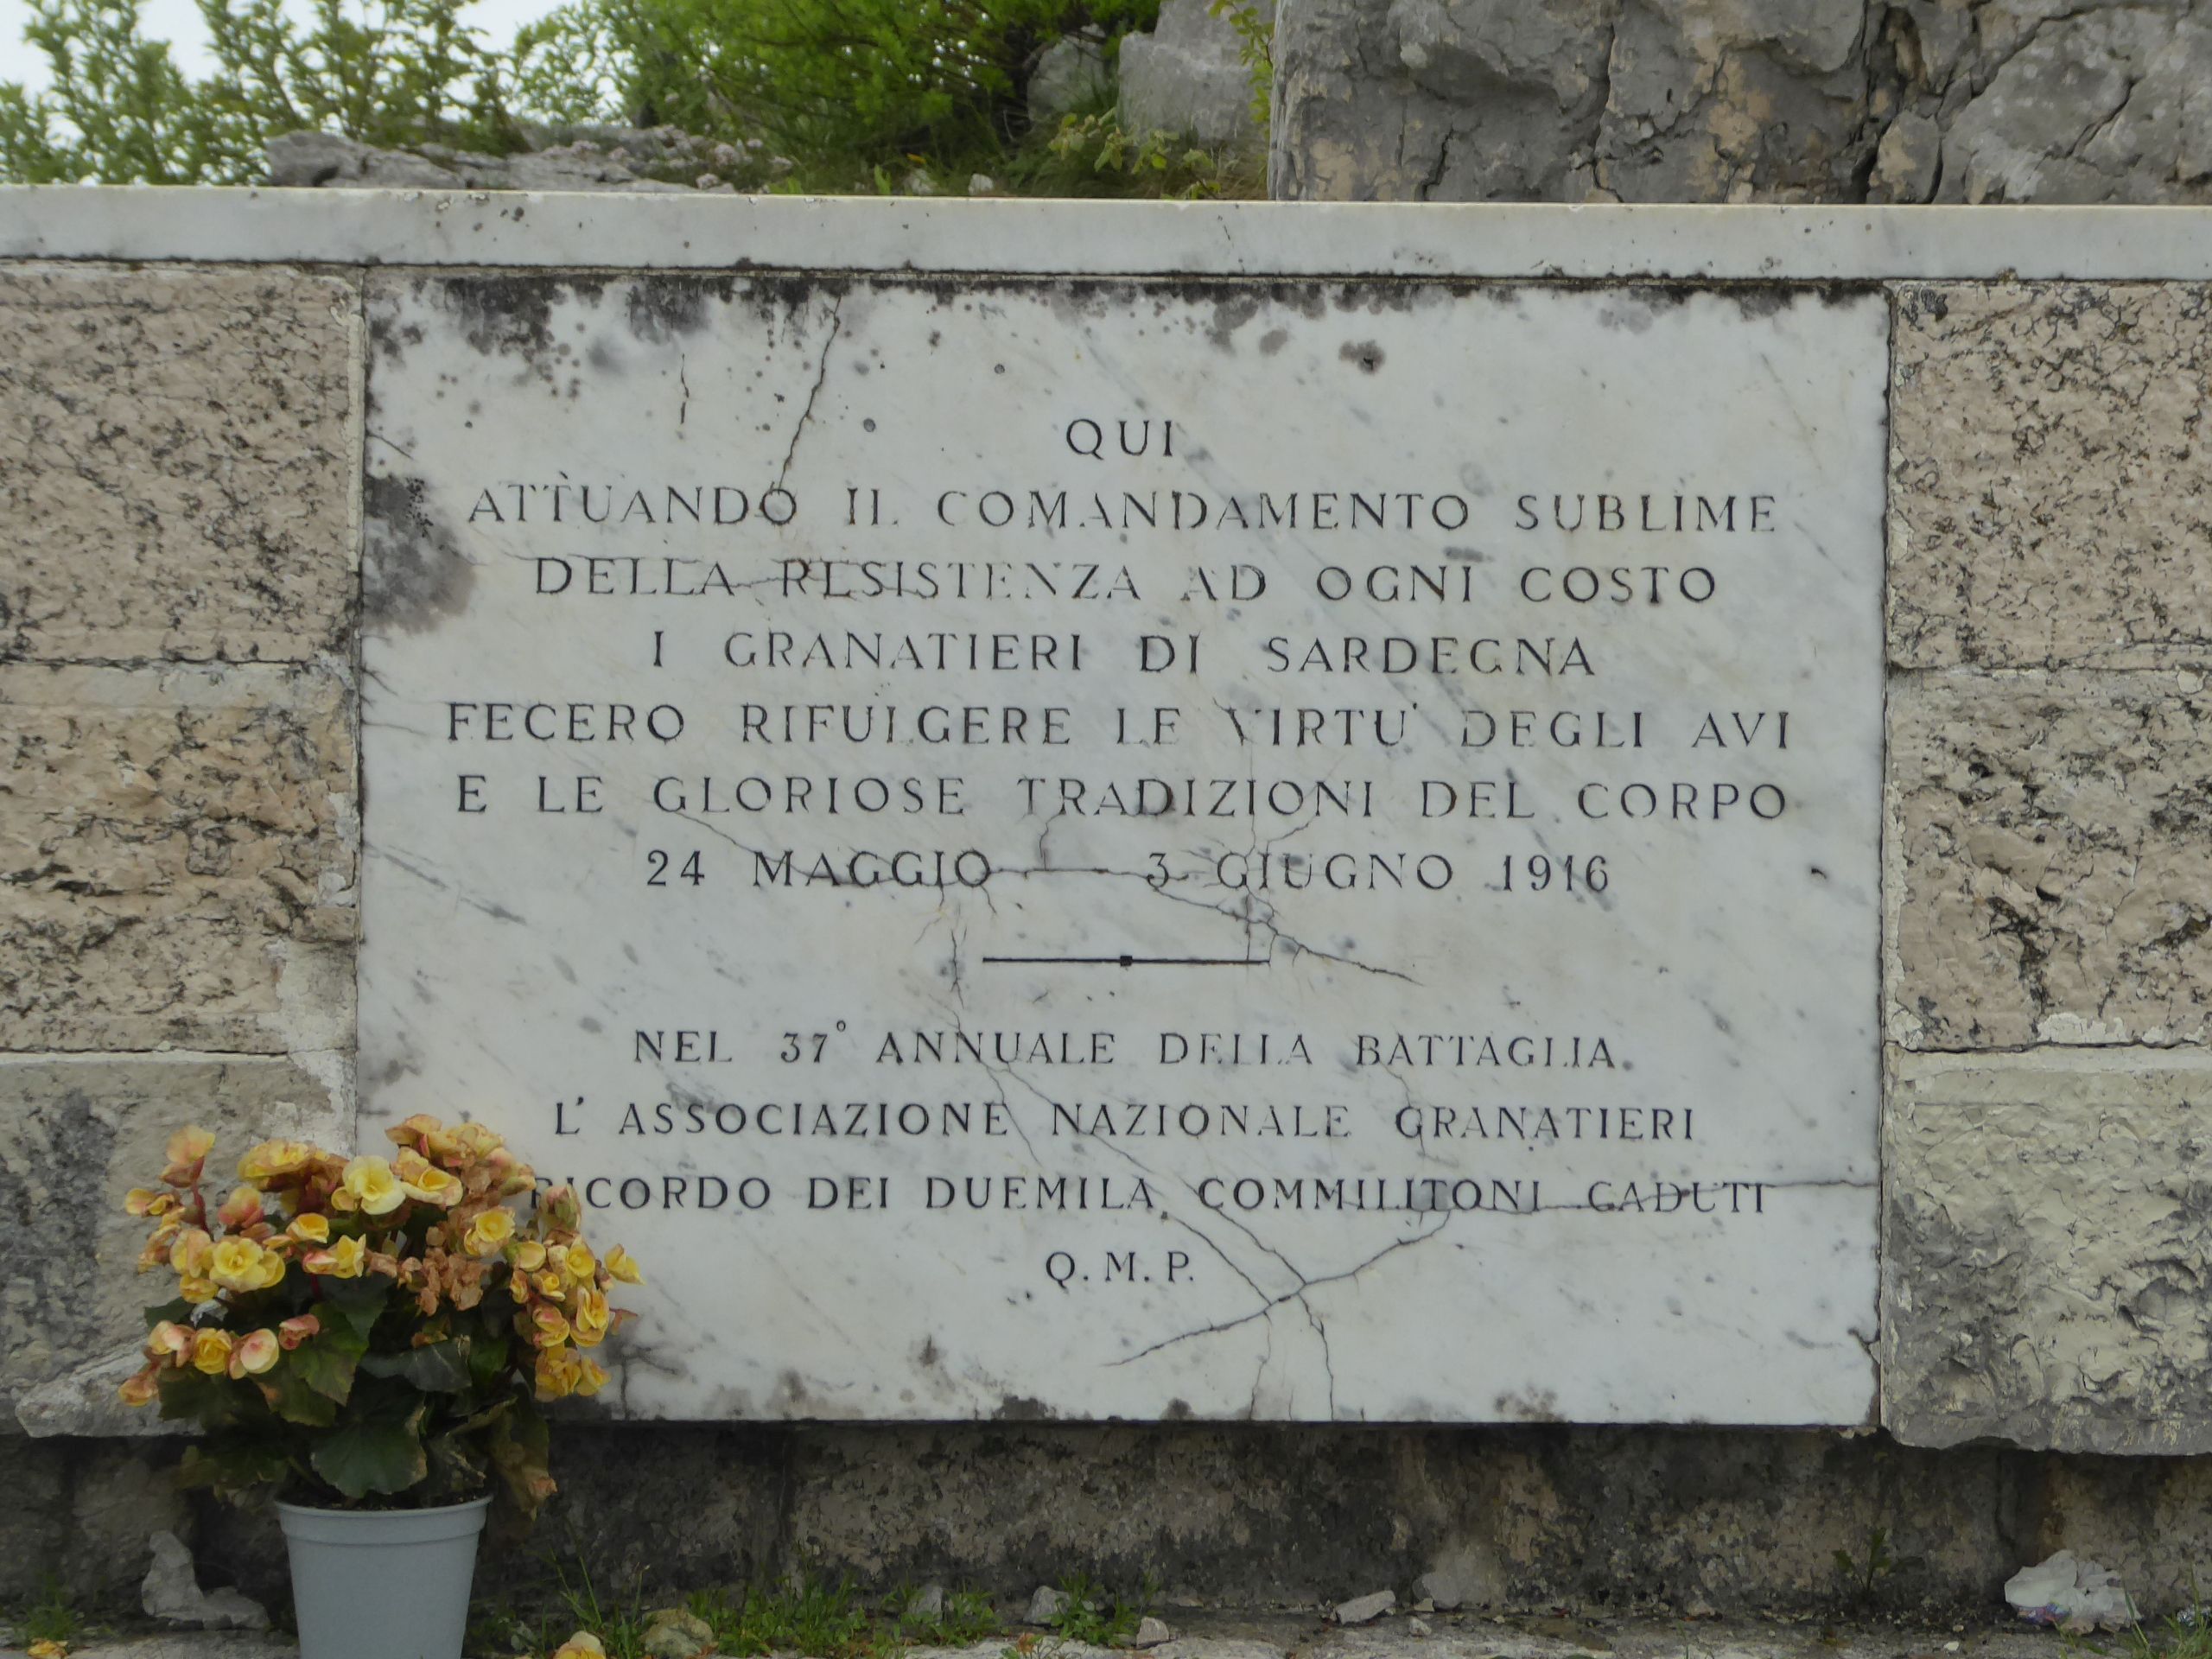 QUI
ATTUANDO IL COMANDAMENTO SUBLIME
DELLA RESISTENZA AD OGNI COSTO
I GRANATIERI DI SARDEGNA
FECERO RIFULGERE LE VIRTU' DEGLI AVI
E LE GLORIOSE TRADIZIONI DEL CORPO
24 MAGGIO — 3 GIUGNO 1916
NEL 37° ANNUALE DELLA BATTAGLIA
L' ASSOCIAZIONE NAZIONALE GRANATIERI
RICORDO DEI DUEMILA COMMILITONI CADUTI
Q. M. P.